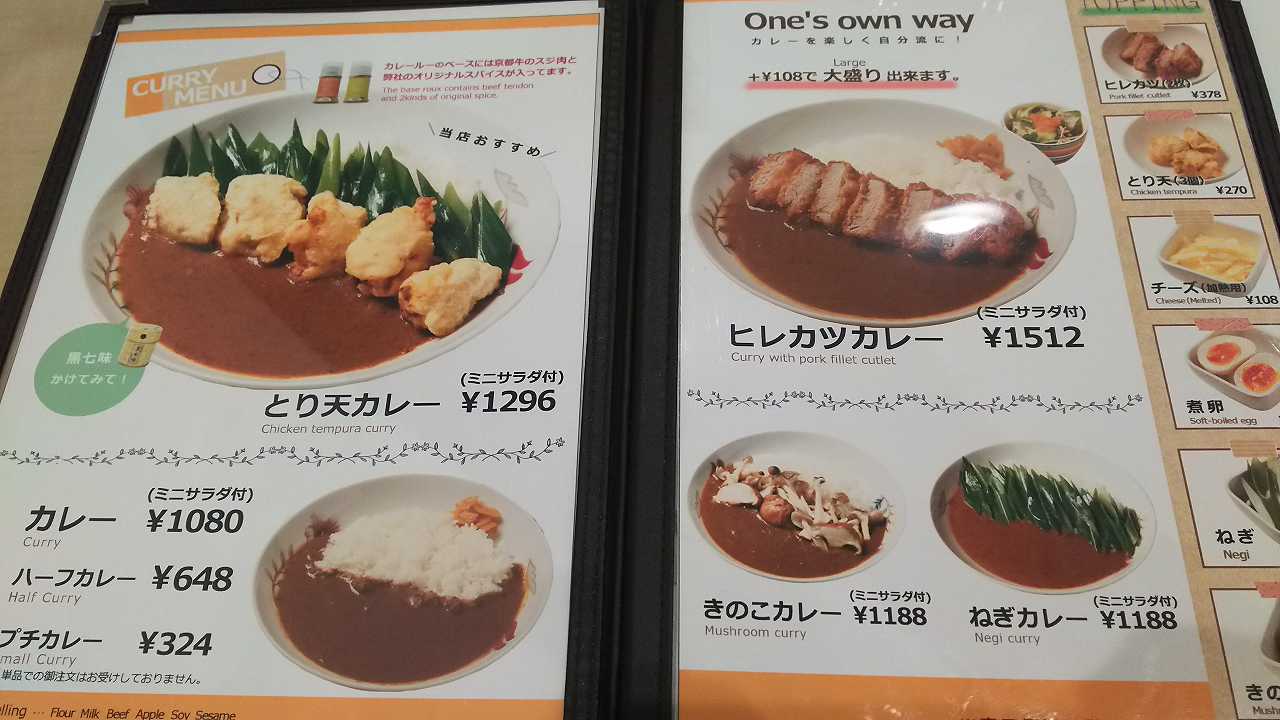 CURRY
MENU
カレールーのベースには京都牛のスジ肉と
弊社のオリジナルスパイスが入ってます。
The base roux contains beef tendon
and 2kinds of original spice.
当店おすすめ
黒七味
かけてみて！
(ミニサラダ付)
とり天カレー ¥1296
Chicken tempura curry
(ミニサラダ付)
カレー ¥1080
Curry
ハーフカレー ¥648
Half Curry
プチカレー ¥324
mall Curry
単品での御注文はお受けしておりません。
lling … Flour Milk Beef Apple Soy Sesame
One's own way
カレーを楽しく自分流に！
Large
+¥108で 大盛り 出来ます。
(ミニサラダ付)
ヒレカツカレー ¥1512
Curry with pork fillet cutlet
(ミニサラダ付)
きのこカレー ¥1188
Mushroom curry
(ミニサラダ付)
ねぎカレー ¥1188
Negi curry
TOPPING
ヒレカツ(2枚)
Pork fillet cutlet ¥378
とり天(3個)
Chicken tempura ¥270
チーズ(加熱用)
Cheese(Melted) ¥108
煮卵
Soft-boiled egg
ねぎ
Negi
きの
Mush